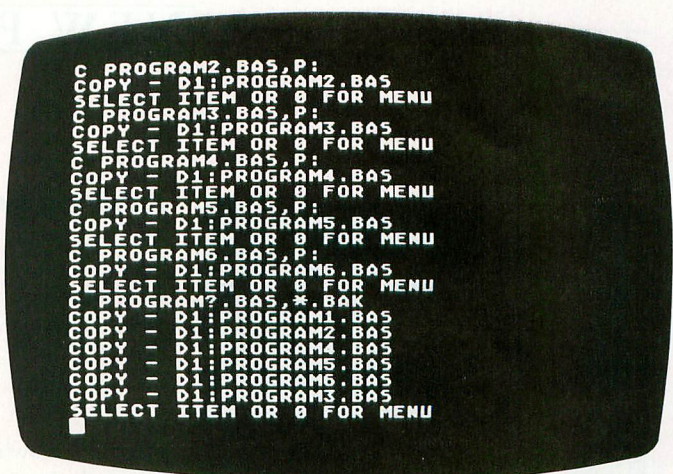 C PROGRAM2.BAS,P:
COPY - D1:PROGRAM2.BAS
SELECT ITEM OR 0 FOR MENU
C PROGRAM3.BAS,P:
COPY - D1:PROGRAM3.BAS
SELECT ITEM OR 0 FOR MENU
C PROGRAM4.BAS,P:
COPY - D1:PROGRAM4.BAS
SELECT ITEM OR 0 FOR MENU
C PROGRAM5.BAS,P:
COPY - D1:PROGRAM5.BAS
SELECT ITEM OR 0 FOR MENU
C PROGRAM6.BAS,P:
COPY - D1:PROGRAM6.BAS
SELECT ITEM OR 0 FOR MENU
C PROGRAM?.BAS,*.BAK
COPY - D1:PROGRAM1.BAS
COPY - D1:PROGRAM2.BAS
COPY - D1:PROGRAM4.BAS
COPY - D1:PROGRAM5.BAS
COPY - D1:PROGRAM6.BAS
COPY - D1:PROGRAM3.BAS
SELECT ITEM OR 0 FOR MENU